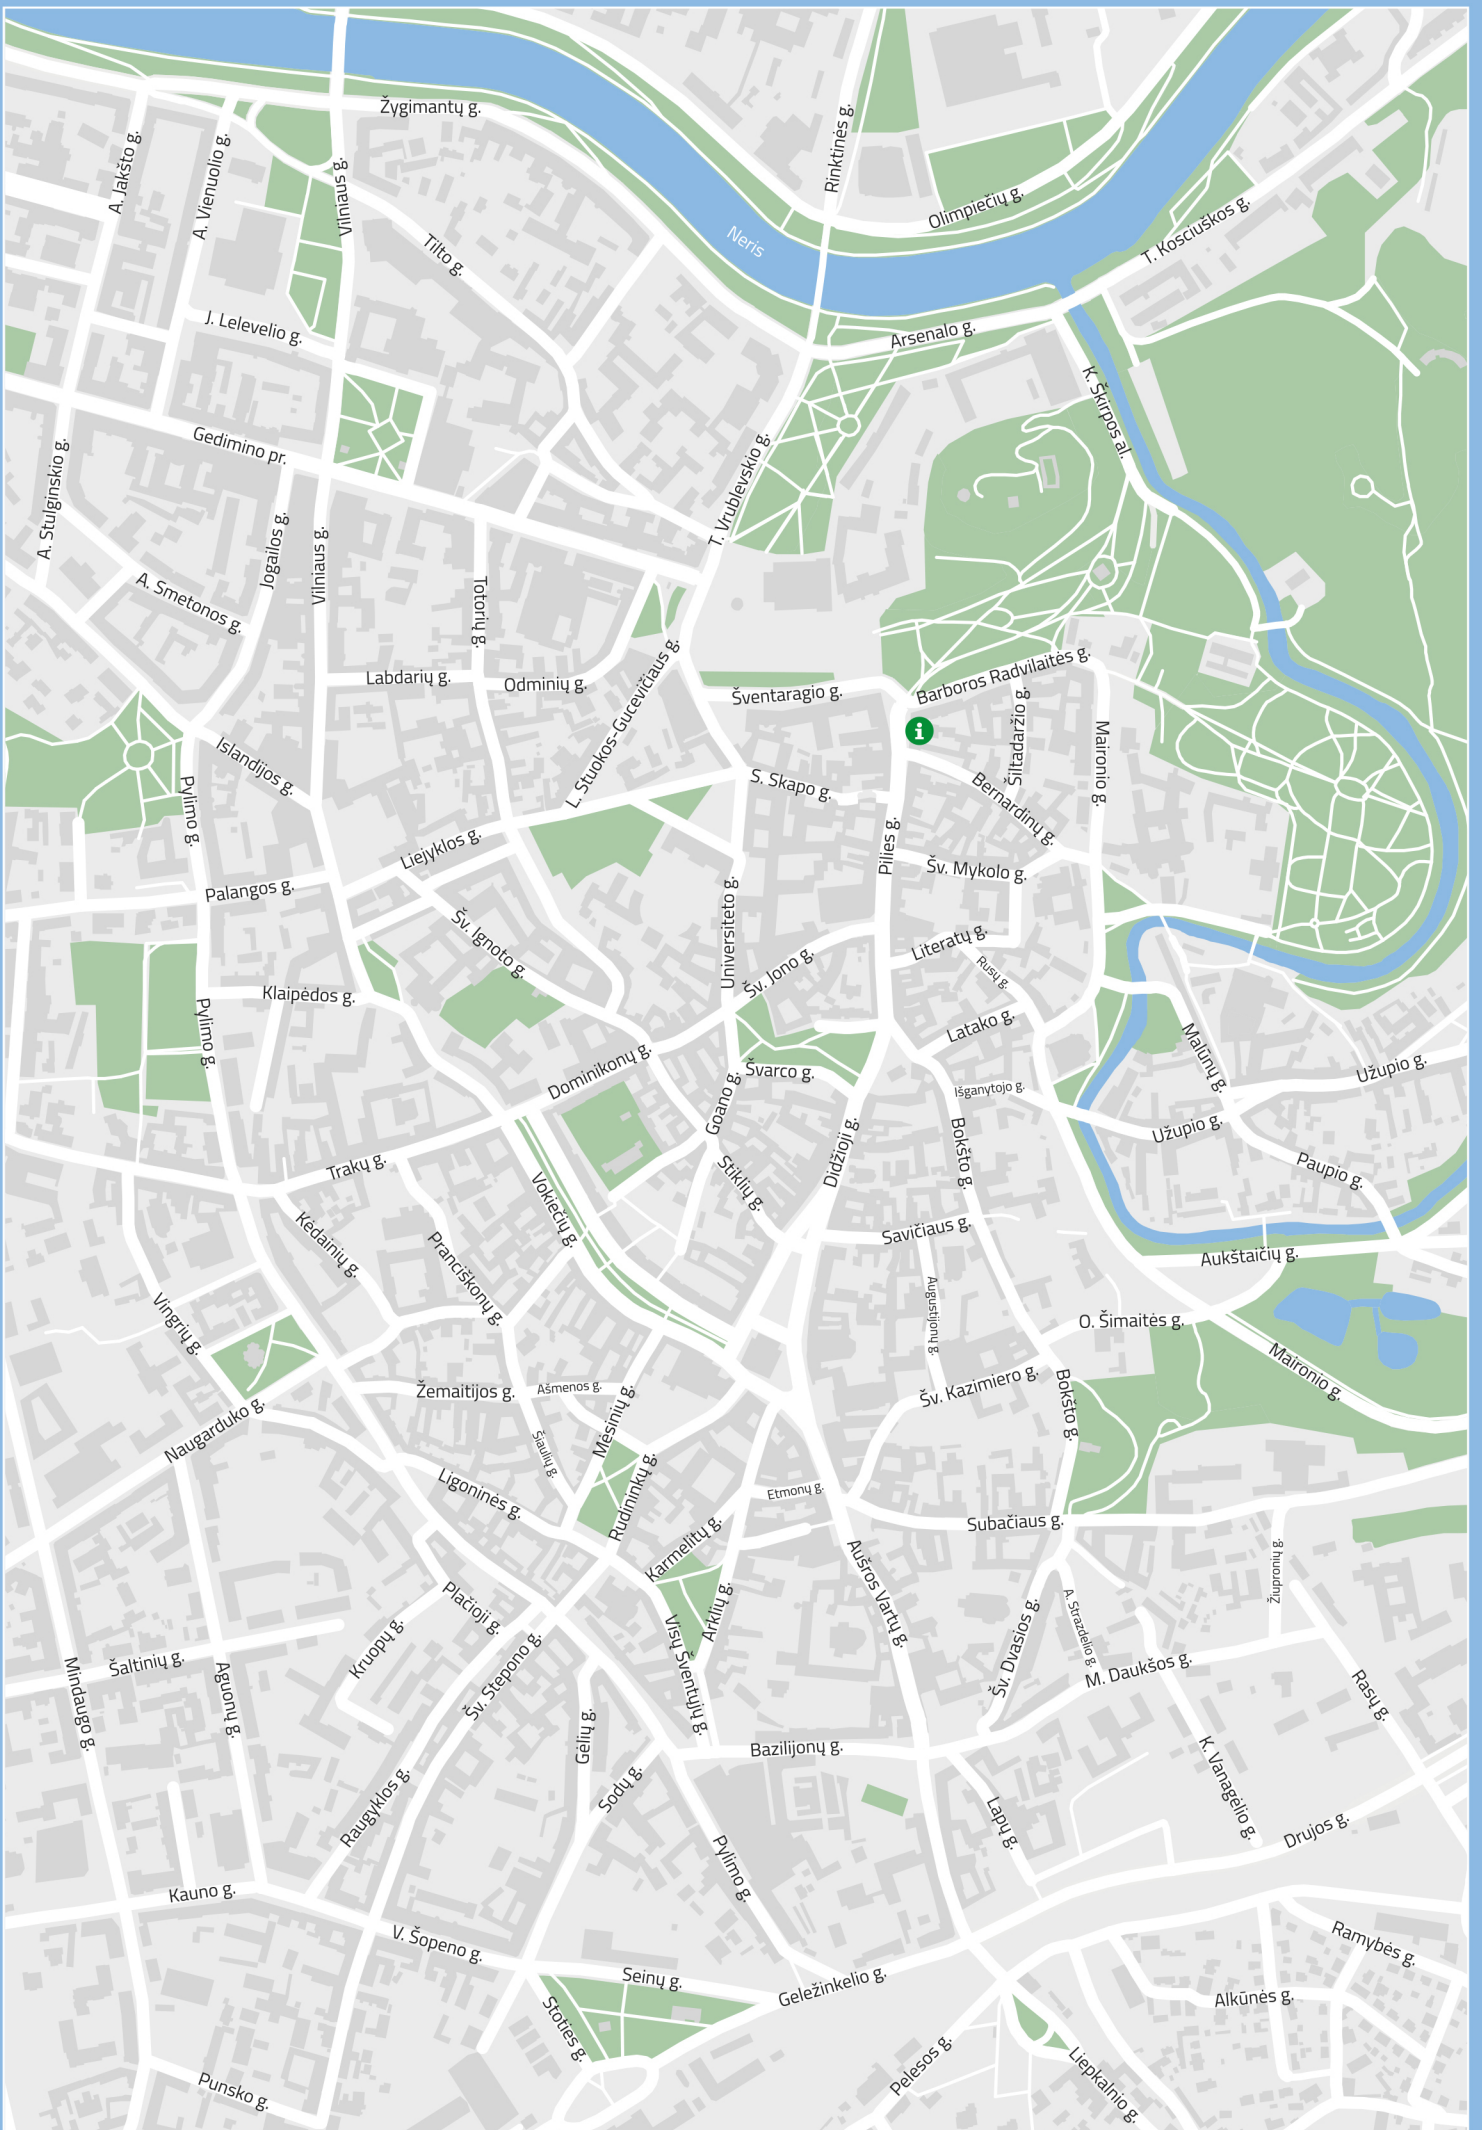 Žygimantų g.
A. Jakšto g.
A. Vienuolio g.
Vilniaus g.
Rinktinės g.
Olimpiečių g.
T. Kosciuškos g.
Neris
Tilto g.
J. Lelevelio g.
Arsenalo g.
K. Škirpos al.
Gedimino pr.
A. Stulginskio g.
T. Vrublevskio g.
Jogailos g.
Vilniaus g.
A. Smetonos g.
Totorių g.
Labdarių g.
Odminių g.
L. Stuokos-Gucevičiaus g.
Šventaragio g.
Barboros Radvilaitės g.
i
Šiltadaržio g.
Maironio g.
Islandijos g.
Pylimo g.
S. Skapo g.
Bernardinų g.
Pilies g.
Liejyklos g.
Šv. Mykolo g.
Palangos g.
Universiteto g.
Šv. Ignoto g.
Literatų g.
Rusų g.
Šv. Jono g.
Klaipėdos g.
Pylimo g.
Latako g.
Malūnų g.
Dominikonų g.
Švarco g.
Išganytojo g.
Užupio g.
Goano g.
Užupio g.
Bokšto g.
Didžioji g.
Trakų g.
Stiklių g.
Vokiečių g.
Paupio g.
Kėdainių g.
Pranciškonų g.
Savičiaus g.
Aukštaičių g.
Augustijonų g.
Vingrių g.
O. Šimaitės g.
Maironio g.
Žemaitijos g.
Ašmenos g.
Šv. Kazimiero g.
Bokšto g.
Mėsinių g.
Naugarduko g.
Šiaulių g.
Ligoninės g.
Rudininkų g.
Etmonų g.
Karmelitų g.
Subačiaus g.
Aušros Vartų g.
Žiupronių g.
Plačioji g.
Arklių g.
Visų Šventųjų g.
Kruopų g.
Šv. Dvasios g.
A. Strazdelio g.
Šaltinių g.
Šv. Stepono g.
M. Daukšos g.
Mindaugo g.
Aguonų g.
Gėlių g.
Rasų g.
Bazilijonų g.
Sodų g.
K. Vanagėlio g.
Raugyklos g.
Lapų g.
Drujos g.
Pylimo g.
Kauno g.
V. Šopeno g.
Ramybės g.
Seinų g.
Geležinkelio g.
Alkūnės g.
Stoties g.
Pelesos g.
Liepkalnio g.
Punsko g.